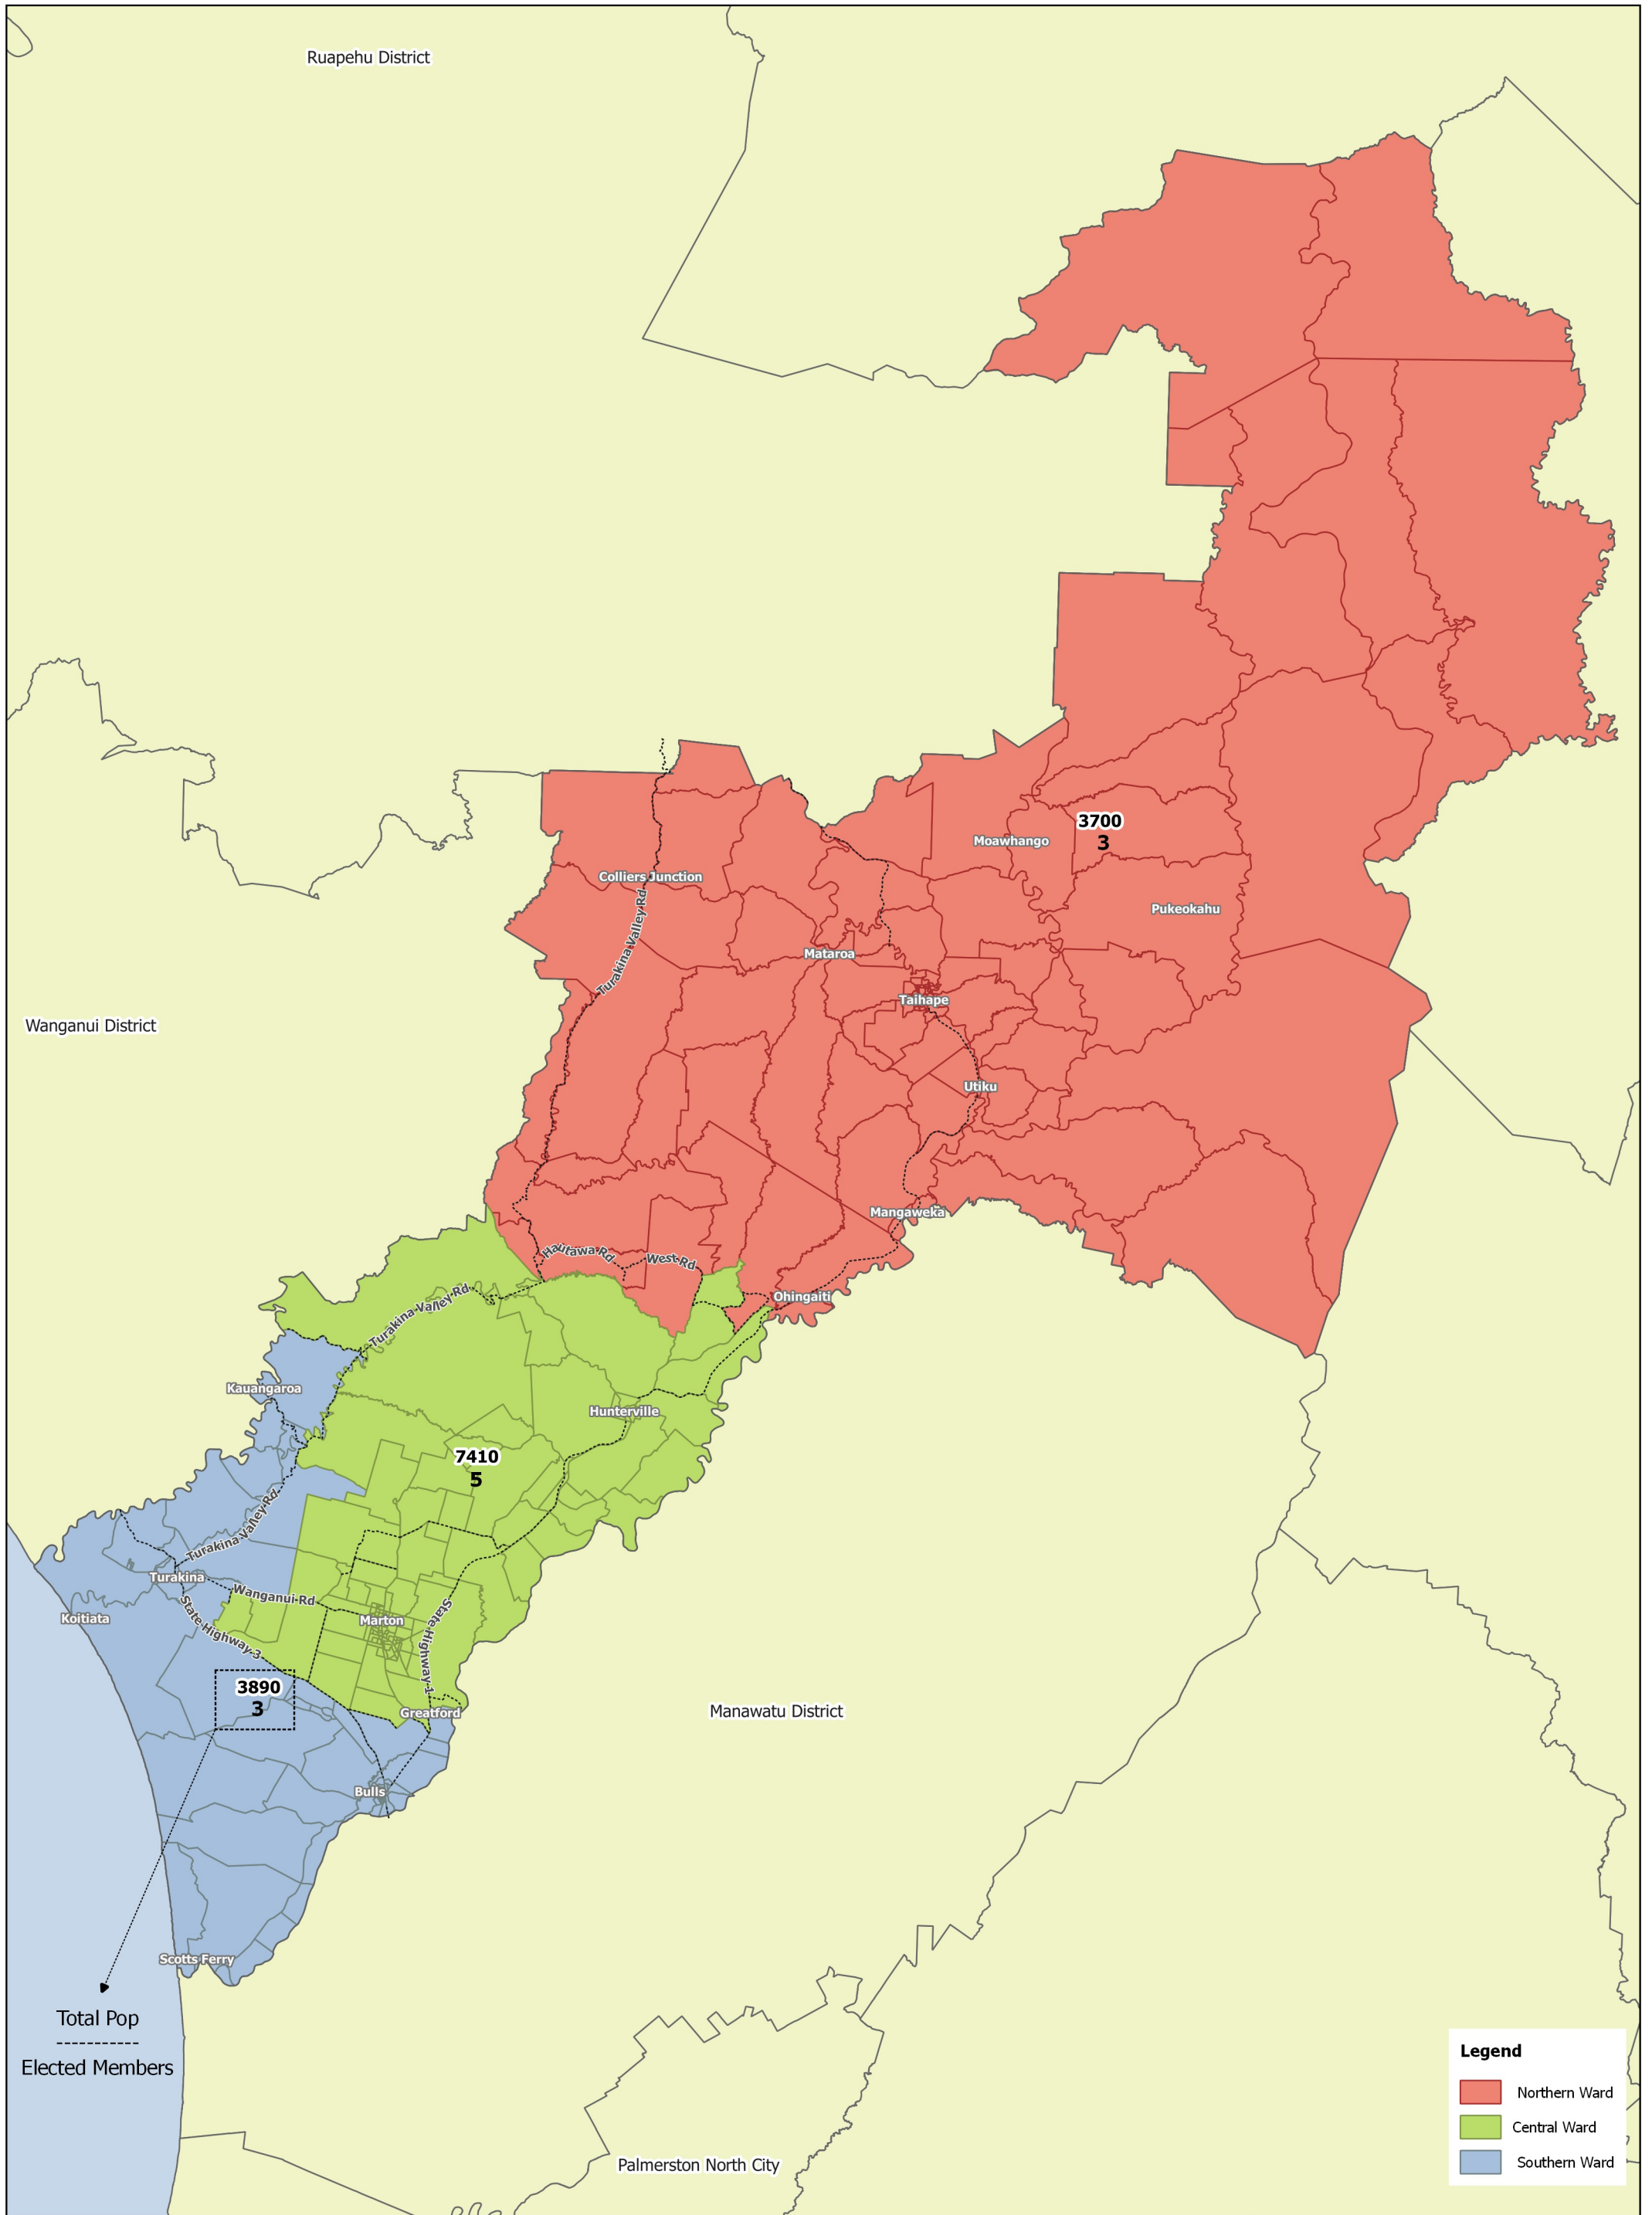 Ruapehu District
3700
3
Moawhango
Colliers Junction
Pukeokahu
Turakina Valley Rd
Mataroa
Taihape
Wanganui District
Utiku
Mangaweka
Hautawa Rd
West Rd
Ohingaiti
Turakina Valley Rd
Kauangaroa
Hunterville
7410
5
Turakina Valley Rd
Turakina
Wanganui Rd
Koitiata
State Highway 3
Marton
State Highway 1
3890
3
Greatford
Manawatu District
Bulls
Scotts Ferry
Total Pop
Elected Members
Legend
Northern Ward
Central Ward
Southern Ward
Palmerston North City